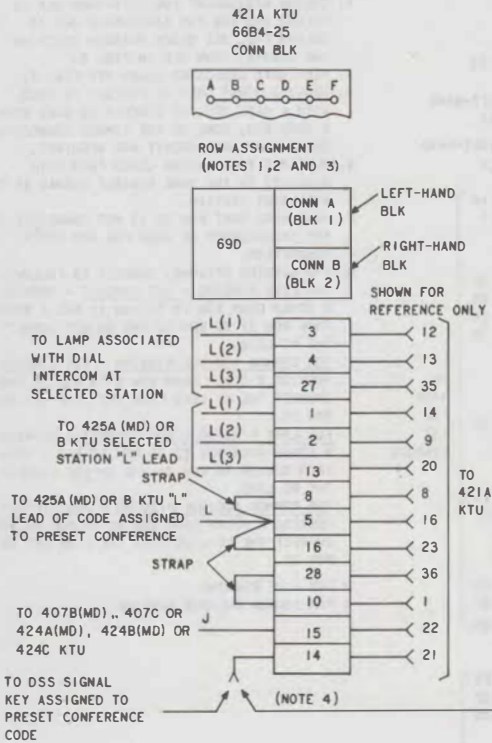 421A KTU
66B4-25
CONN BLK
A B C D E F
ROW ASSIGNMENT
(NOTES 1,2 AND 3)
69D
CONN A
(BLK 1)
CONN B
(BLK 2)
LEFT-HAND
BLK
RIGHT-HAND
BLK
SHOWN FOR
REFERENCE ONLY
TO LAMP ASSOCIATED
WITH DIAL
INTERCOM AT
SELECTED STATION
L(1) 3 12
L(2) 4 13
L(3) 27 35
TO 425A (MD) OR
B KTU SELECTED
STATION "L" LEAD
L(1) 1 14
L(2) 2 9
L(3) 13 20
STRAP
8 8
TO 425A (MD) OR B KTU "L"
LEAD OF CODE ASSIGNED
TO PRESET CONFERENCE
L 5 16
16 23
STRAP
28 36
10 1
TO 407B(MD), 407C OR
424A(MD), 424B(MD) OR
424C KTU
J 15 22
14 21
TO
421A
KTU
TO DSS SIGNAL
KEY ASSIGNED TO
PRESET CONFERENCE
CODE
(NOTE 4)